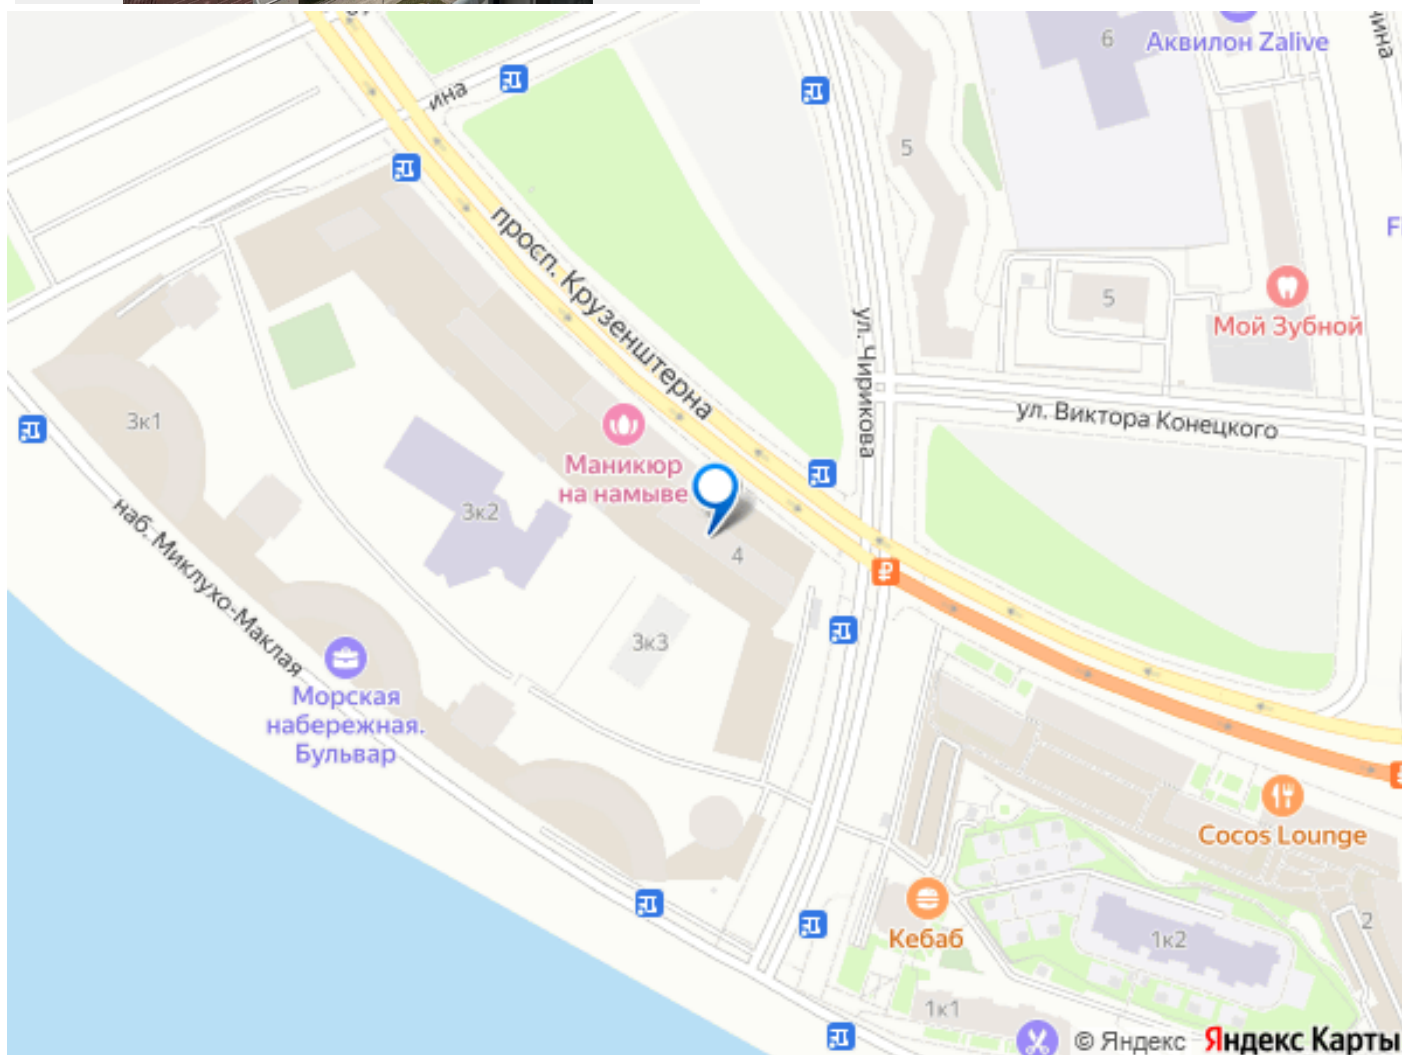 6
Аквилон Zalive
ина
чина
5
просп. Крузенштерна
5
Мой Зубной
ул. Чирикова
ул. Виктора Конецкого
3к1
Маникюр
на намыве
3к2
4
наб. Миклухо-Маклая
3к3
Морская
набережная.
Бульвар
Cocos Lounge
Кебаб
1к2
2
1к1
© Яндекс Яндекс Карты